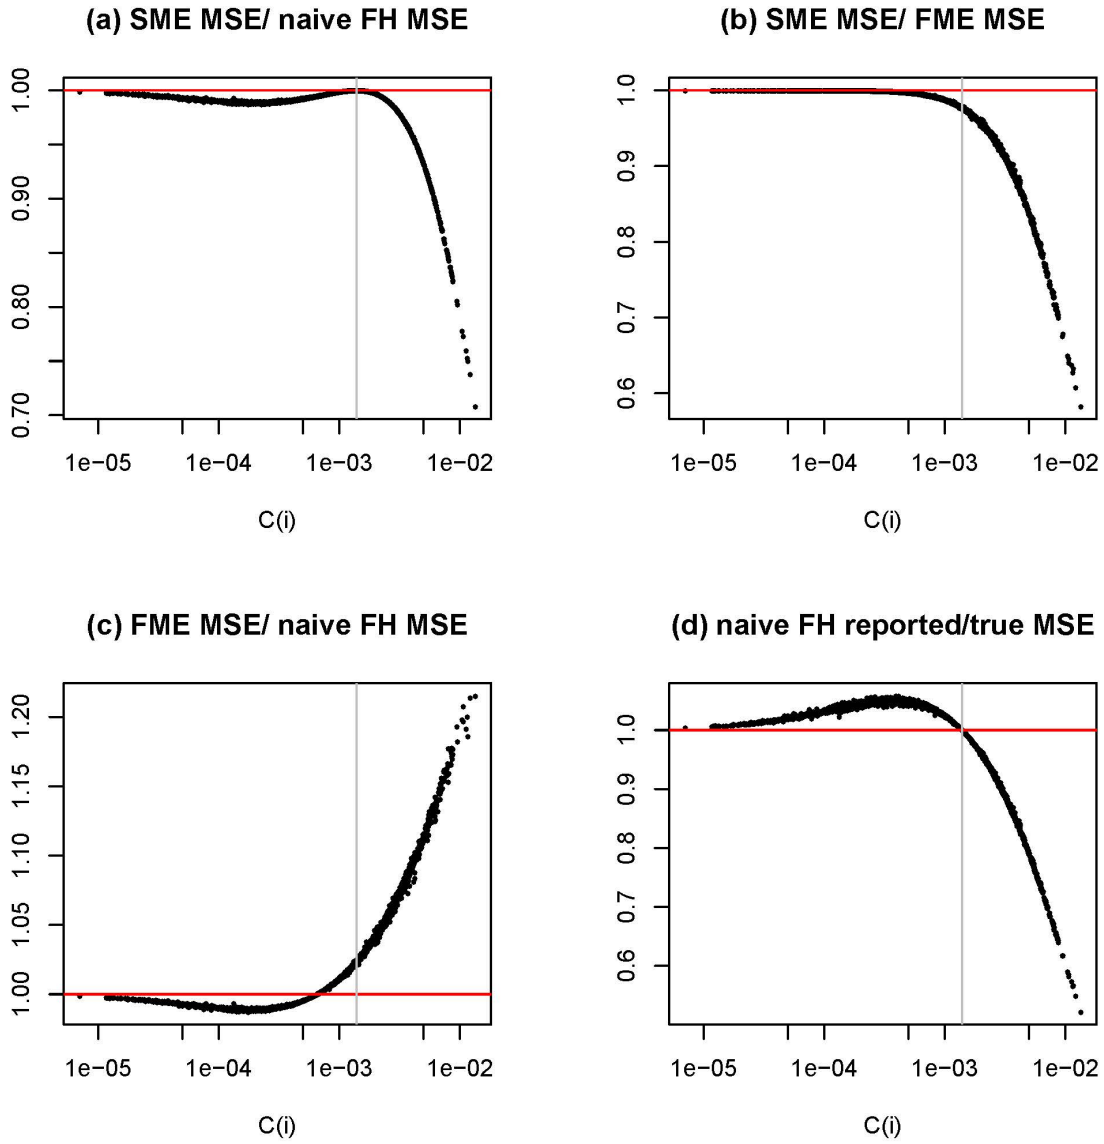 (a) SME MSE/ naive FH MSE
1.00
0.90
0.80
0.70
1e-05 1e-04 1e-03 1e-02
C(i)
(b) SME MSE/ FME MSE
1.0
0.9
0.8
0.7
0.6
1e-05 1e-04 1e-03 1e-02
C(i)
(c) FME MSE/ naive FH MSE
1.20
1.15
1.10
1.05
1.00
1e-05 1e-04 1e-03 1e-02
C(i)
(d) naive FH reported/true MSE
1.0
0.9
0.8
0.7
0.6
1e-05 1e-04 1e-03 1e-02
C(i)